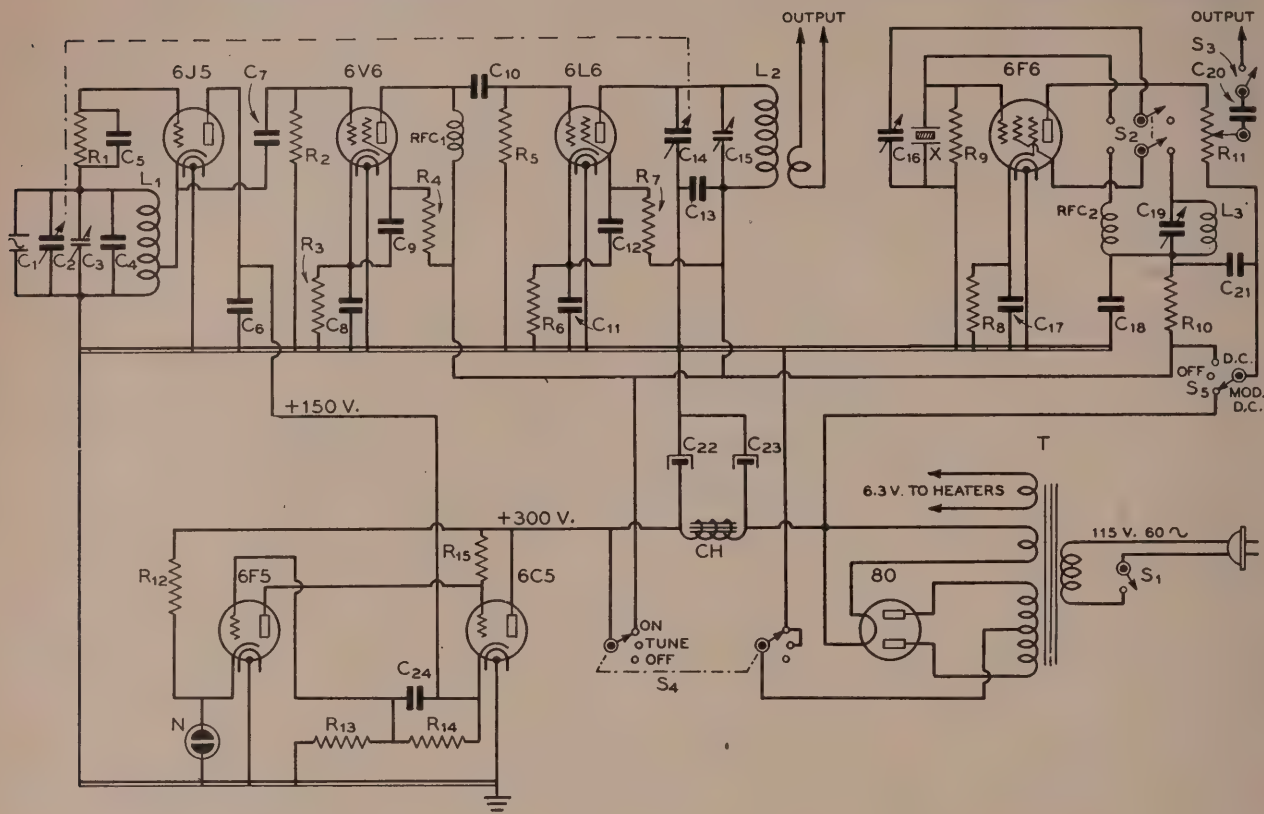 OUTPUT
OUTPUT
6J5
C7
6V6
C10
6L6
L2
6F6
S3
C20
R1
C5
L1
R2
RFC1
R5
C14
C15
C16
X
R9
S2
R11
C13
R4
R7
C1
C2
C3
C4
R3
C9
C12
RFC2
C19
L3
C6
C8
R6
C11
R8
C17
C18
R10
C21
D.C.
OFF
S5
MOD. D.C.
+150 V.
C22
C23
T
6.3 V. TO HEATERS
+300 V.
CH
115 V. 60 ~
S1
R12
6F5
R15
6C5
80
ON
TUNE
OFF
S4
C24
N
R13
R14